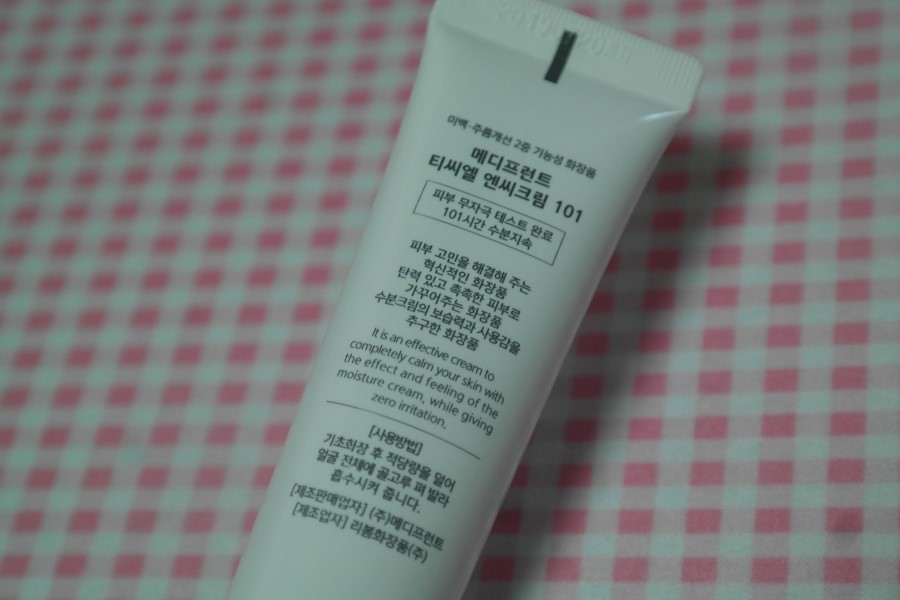 미백·주름개선 2중 기능성 화장품
메디프런트
티씨엘 엔씨크림 101
피부 무자극 테스트 완료
101시간 수분지속
피부 고민을 해결해 주는
혁신적인 화장품
탄력 있고 촉촉한 피부로
가꾸어주는 화장품
수분크림의 보습력과 사용감을
추구한 화장품
It is an effective cream to
completely calm your skin with
the effect and feeling of the
moisture cream, while giving
zero irritation.
[사용방법]
기초화장 후 적당량을 덜어
얼굴 전체에 골고루 펴 발라
흡수시켜 줍니다.
[제조판매업자] (주)메디프런트
[제조업자] 리봄화장품(주)